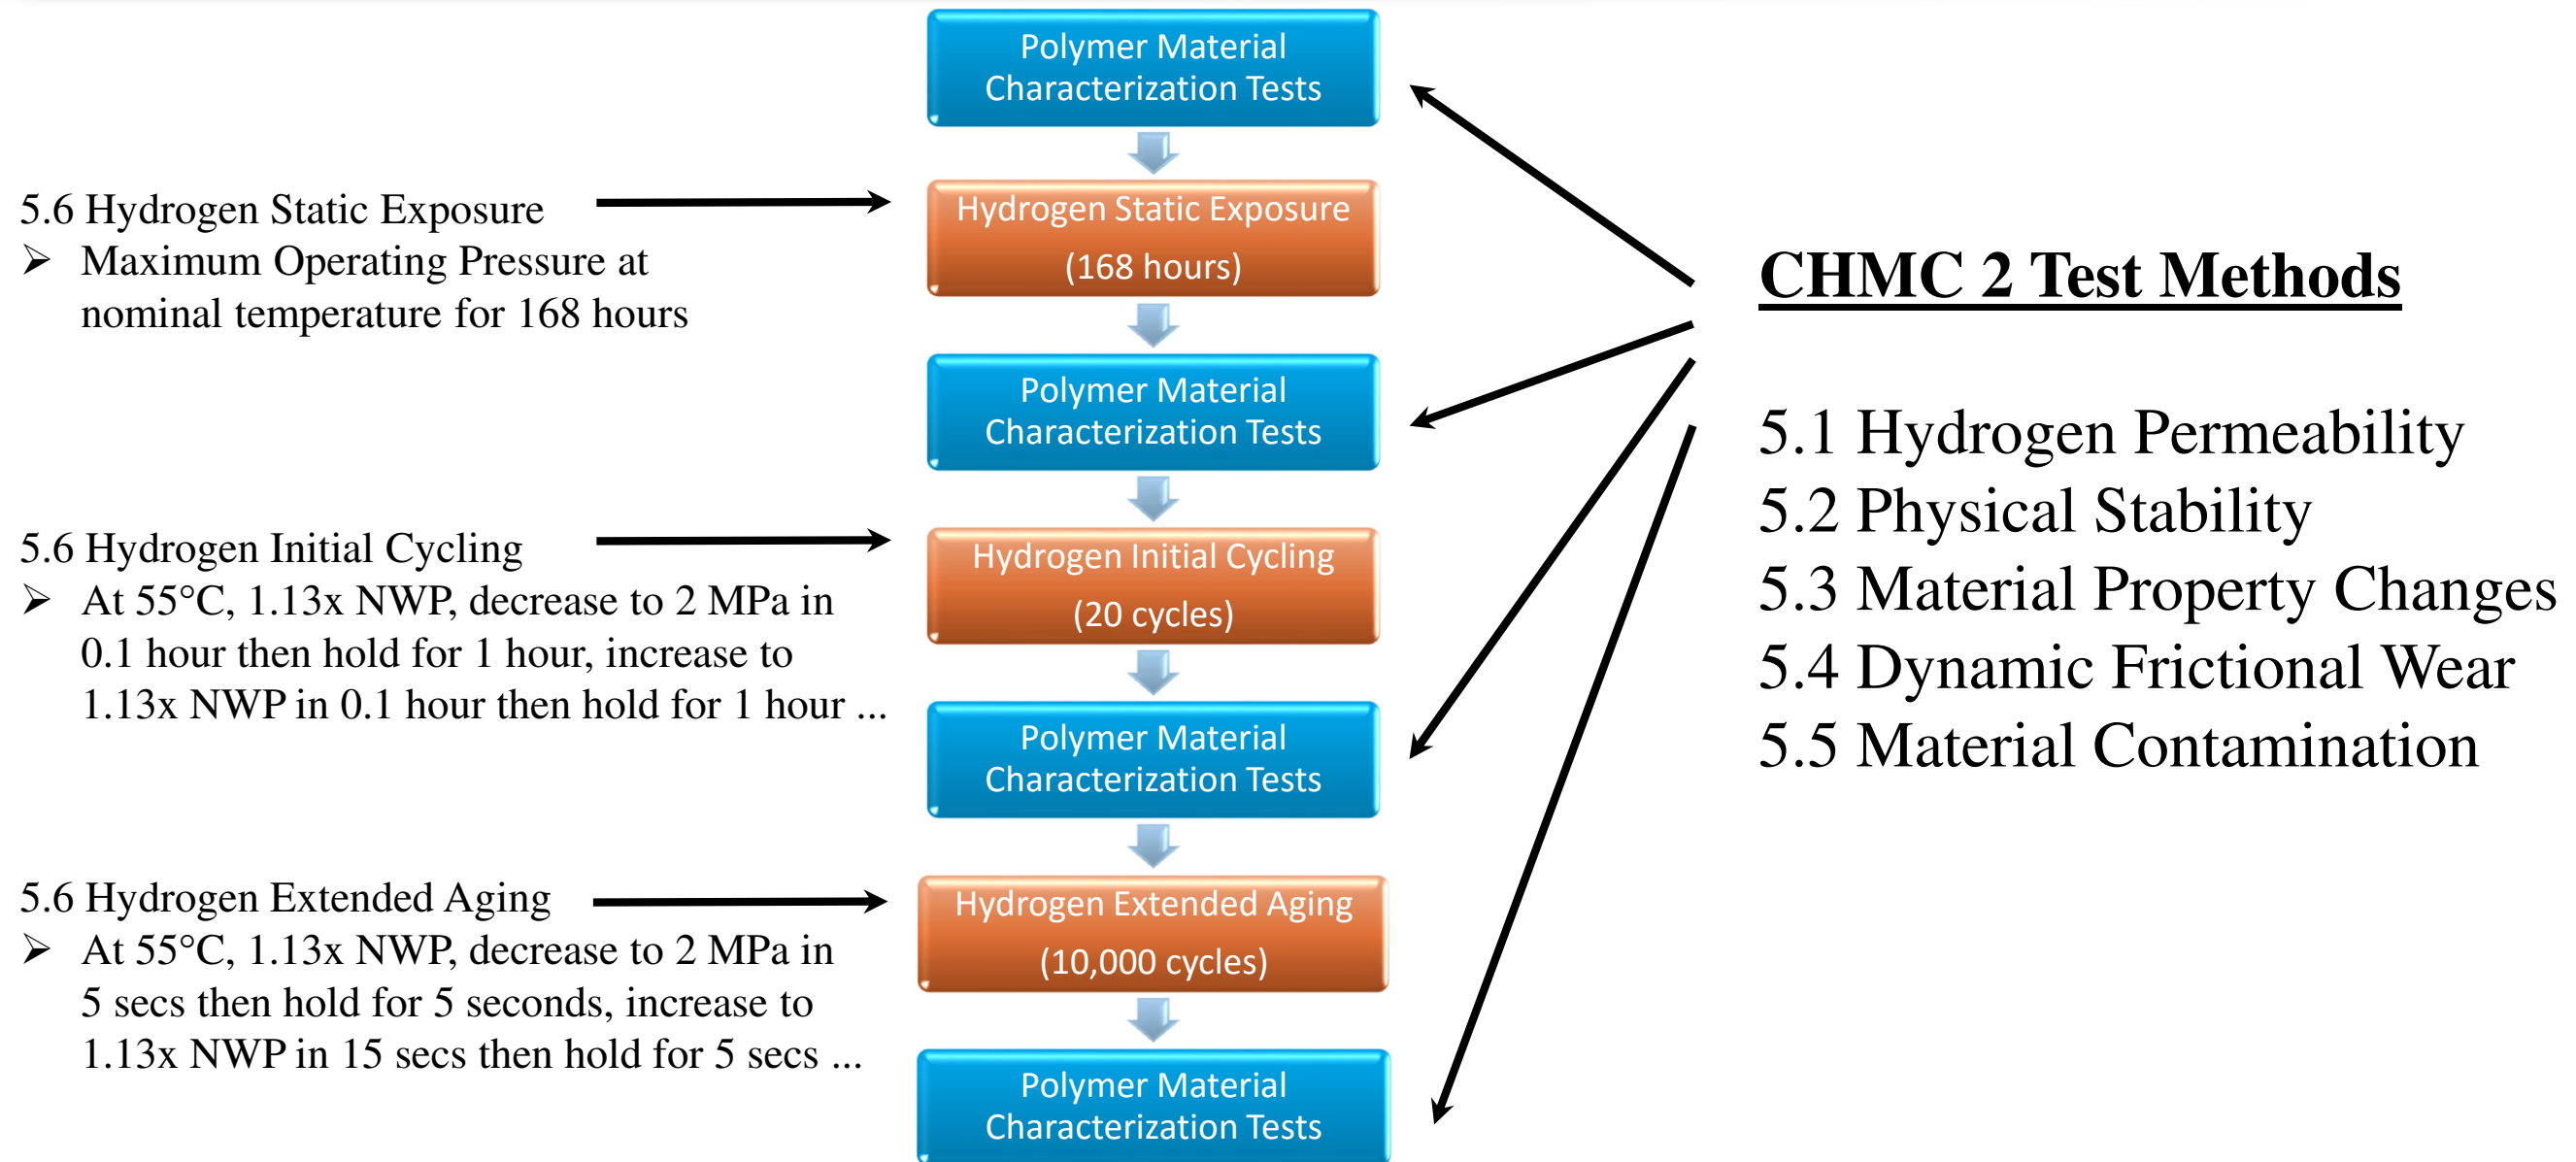 Polymer Material
Characterization Tests
5.6 Hydrogen Static Exposure
➢ Maximum Operating Pressure at
nominal temperature for 168 hours
Hydrogen Static Exposure
(168 hours)
Polymer Material
Characterization Tests
5.6 Hydrogen Initial Cycling
➢ At 55°C, 1.13x NWP, decrease to 2 MPa in
0.1 hour then hold for 1 hour, increase to
1.13x NWP in 0.1 hour then hold for 1 hour ...
Hydrogen Initial Cycling
(20 cycles)
Polymer Material
Characterization Tests
5.6 Hydrogen Extended Aging
➢ At 55°C, 1.13x NWP, decrease to 2 MPa in
5 secs then hold for 5 seconds, increase to
1.13x NWP in 15 secs then hold for 5 secs ...
Hydrogen Extended Aging
(10,000 cycles)
Polymer Material
Characterization Tests
CHMC 2 Test Methods
5.1 Hydrogen Permeability
5.2 Physical Stability
5.3 Material Property Changes
5.4 Dynamic Frictional Wear
5.5 Material Contamination